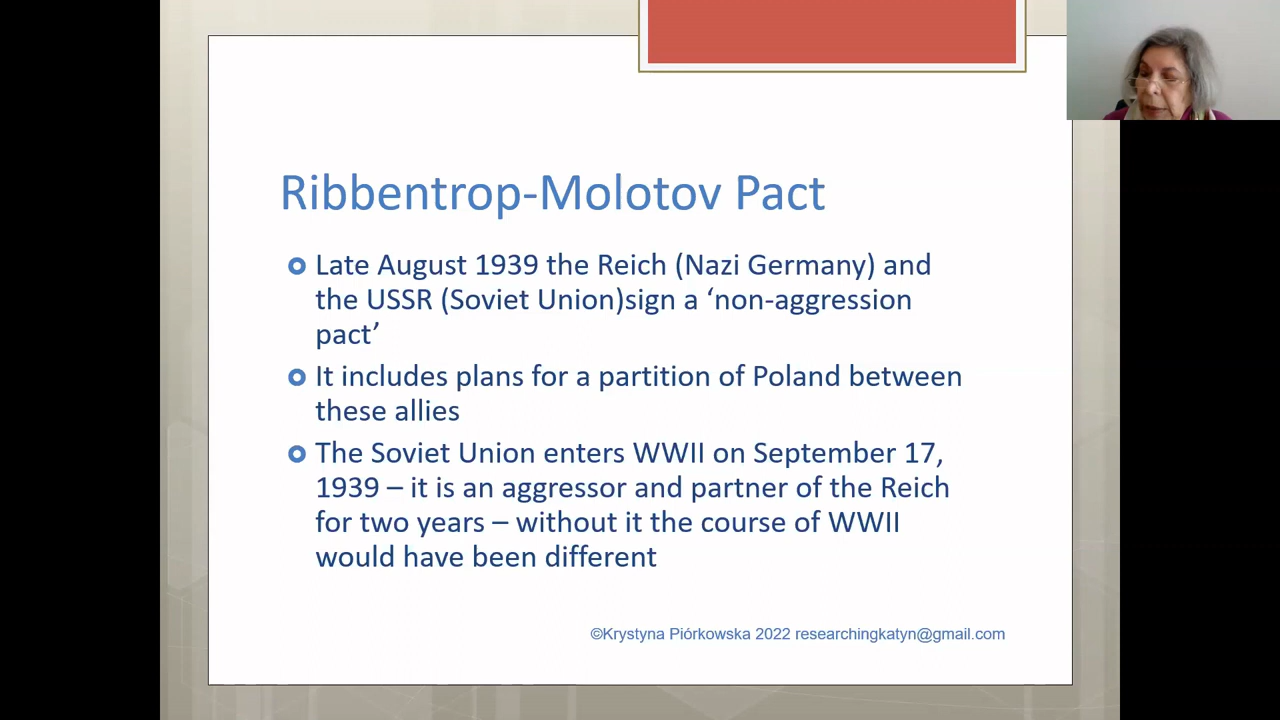 Ribbentrop-Molotov Pact
Late August 1939 the Reich (Nazi Germany) and
the USSR (Soviet Union)sign a ‘non-aggression
pact’
It includes plans for a partition of Poland between
these allies
The Soviet Union enters WWII on September 17,
1939 – it is an aggressor and partner of the Reich
for two years – without it the course of WWII
would have been different
©Krystyna Piórkowska 2022 researchingkatyn@gmail.com